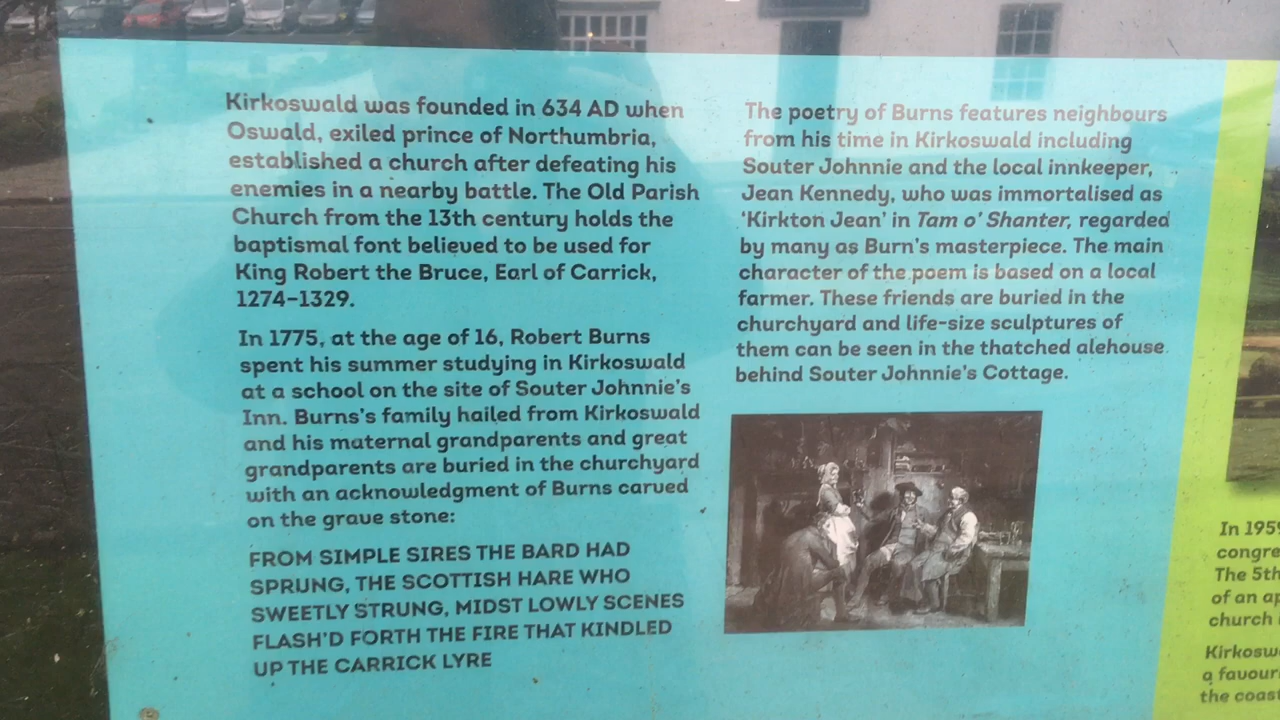 Kirkoswald was founded in 634 AD when
Oswald, exiled prince of Northumbria,
established a church after defeating his
enemies in a nearby battle. The Old Parish
Church from the 13th century holds the
baptismal font believed to be used for
King Robert the Bruce, Earl of Carrick,
1274–1329.
In 1775, at the age of 16, Robert Burns
spent his summer studying in Kirkoswald
at a school on the site of Souter Johnnie's
Inn. Burns's family hailed from Kirkoswald
and his maternal grandparents and great
grandparents are buried in the churchyard
with an acknowledgment of Burns carved
on the grave stone:
FROM SIMPLE SIRES THE BARD HAD
SPRUNG, THE SCOTTISH HARE WHO
SWEETLY STRUNG, MIDST LOWLY SCENES
FLASH'D FORTH THE FIRE THAT KINDLED
UP THE CARRICK LYRE
The poetry of Burns features neighbours
from his time in Kirkoswald including
Souter Johnnie and the local innkeeper,
Jean Kennedy, who was immortalised as
'Kirkton Jean' in Tam o' Shanter, regarded
by many as Burn's masterpiece. The main
character of the poem is based on a local
farmer. These friends are buried in the
churchyard and life-size sculptures of
them can be seen in the thatched alehouse
behind Souter Johnnie's Cottage.
In 195
congre
The 5th
of an ap
church
Kirkosw
a favour
the coast